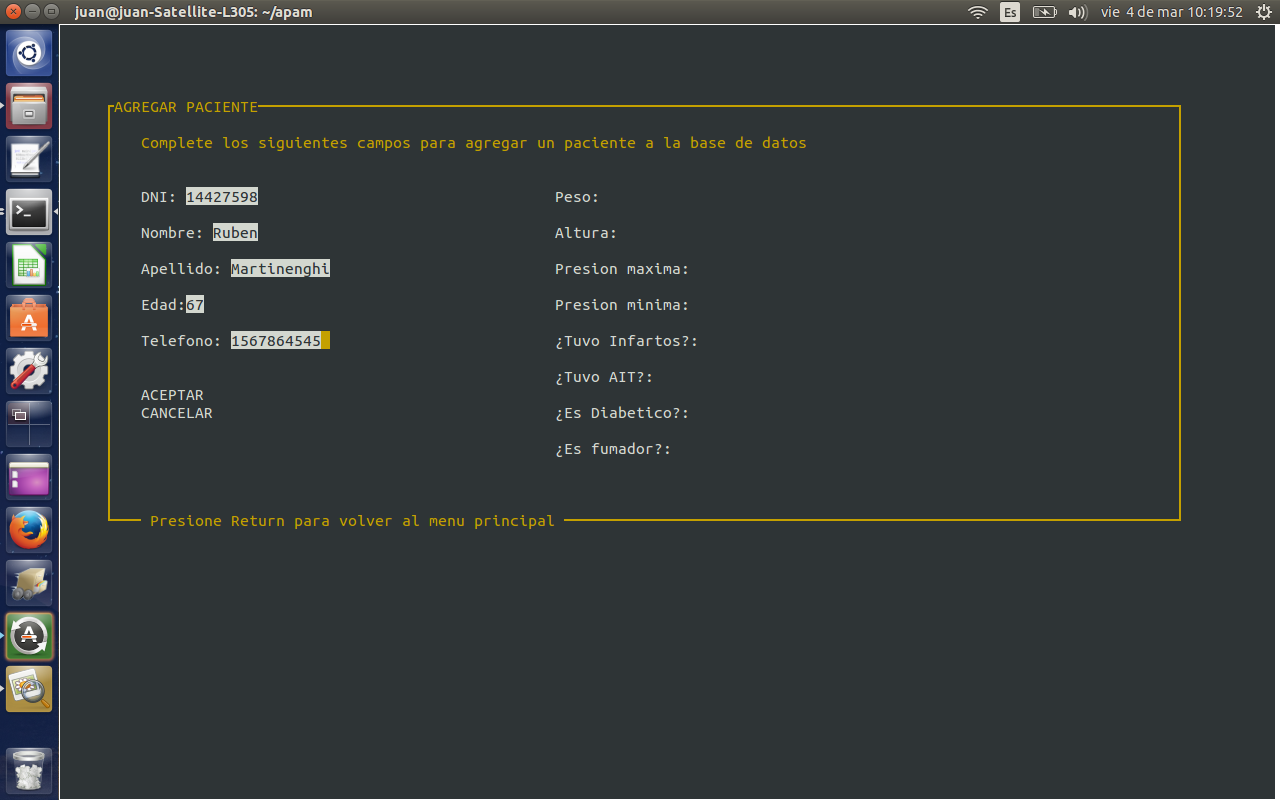 juan@juan-Satellite-L305: ~/apam
Es
vie 4 de mar 10:19:52
AGREGAR PACIENTE
Complete los siguientes campos para agregar un paciente a la base de datos
DNI: 14427598
Nombre: Ruben
Apellido: Martinenghi
Edad:67
Telefono: 1567864545
ACEPTAR
CANCELAR
Peso:
Altura:
Presion maxima:
Presion minima:
¿Tuvo Infartos?:
¿Tuvo AIT?:
¿Es Diabetico?:
¿Es fumador?:
Presione Return para volver al menu principal